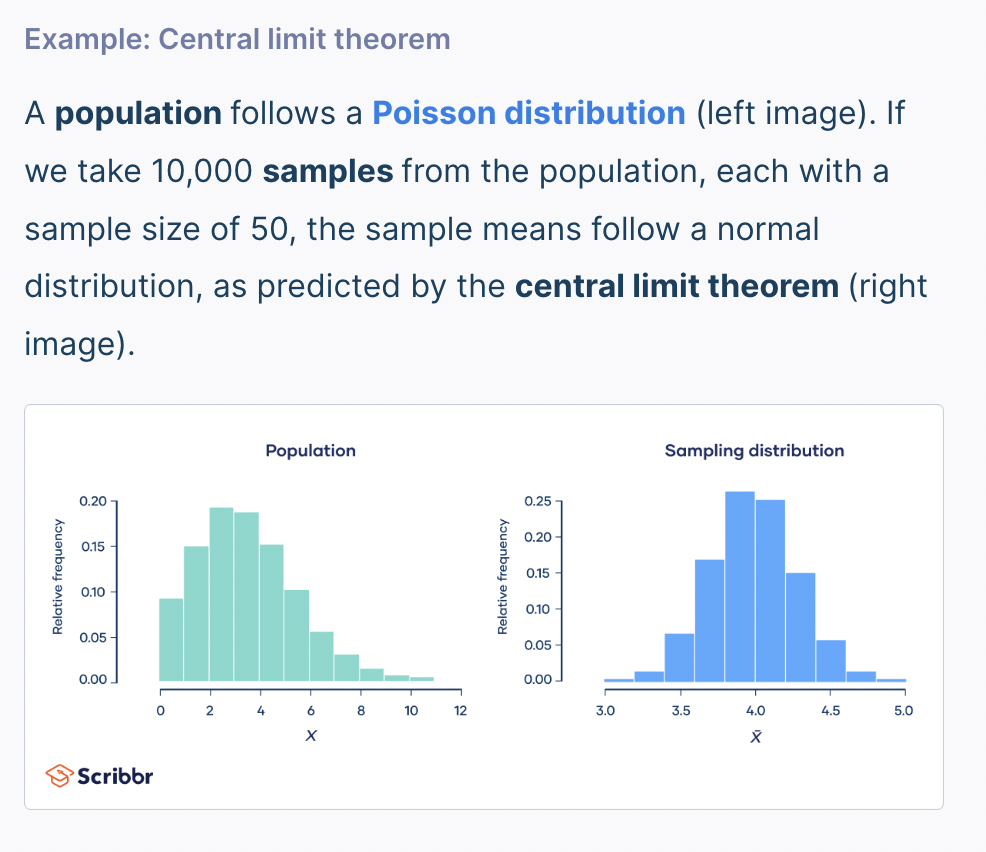 Example: Central limit theorem
A population follows a Poisson distribution (left image). If
we take 10,000 samples from the population, each with a
sample size of 50, the sample means follow a normal
distribution, as predicted by the central limit theorem (right
image).
Population
Relative frequency
0.20
0.15
0.10
0.05
0.00
0 2 4 6 8 10 12
x
Sampling distribution
Relative frequency
0.25
0.20
0.15
0.10
0.05
0.00
3.0 3.5 4.0 4.5 5.0
x̄
Scribbr